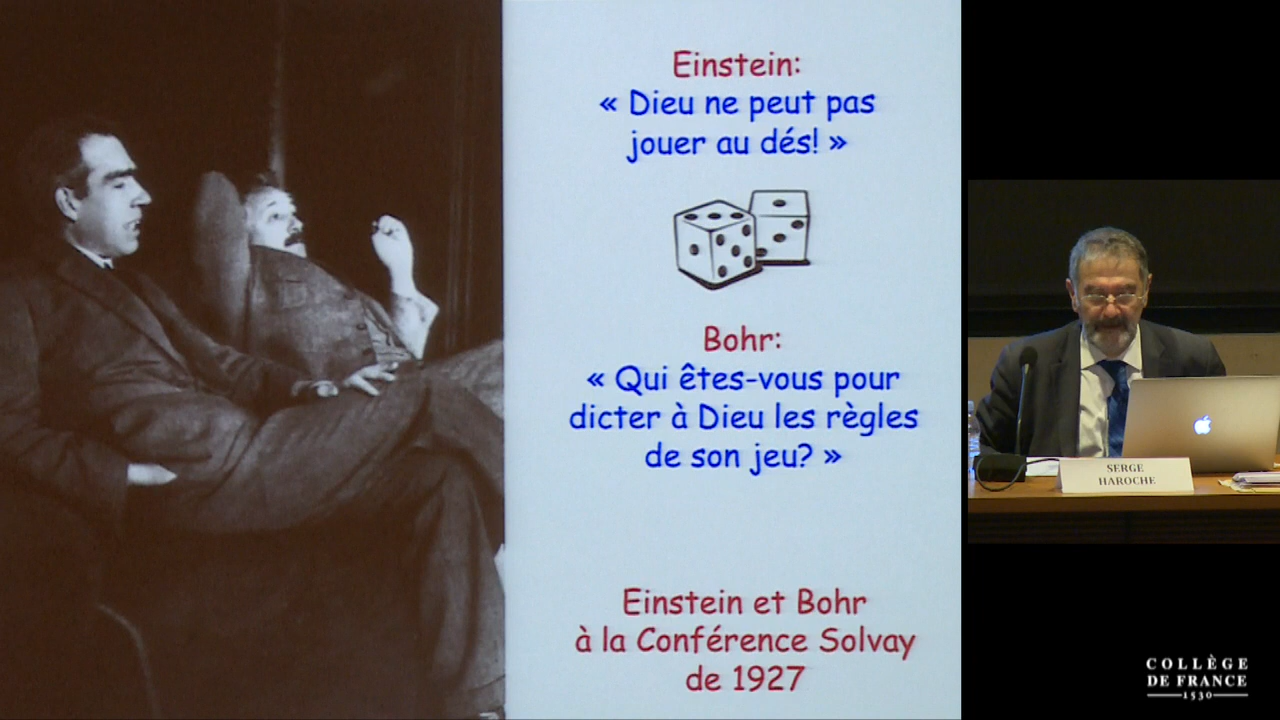 Einstein:
« Dieu ne peut pas
jouer au dés! »
Bohr:
« Qui êtes-vous pour
dicter à Dieu les règles
de son jeu? »
Einstein et Bohr
à la Conférence Solvay
de 1927
SERGE
HAROCHE
COLLÈGE
DE FRANCE
1530